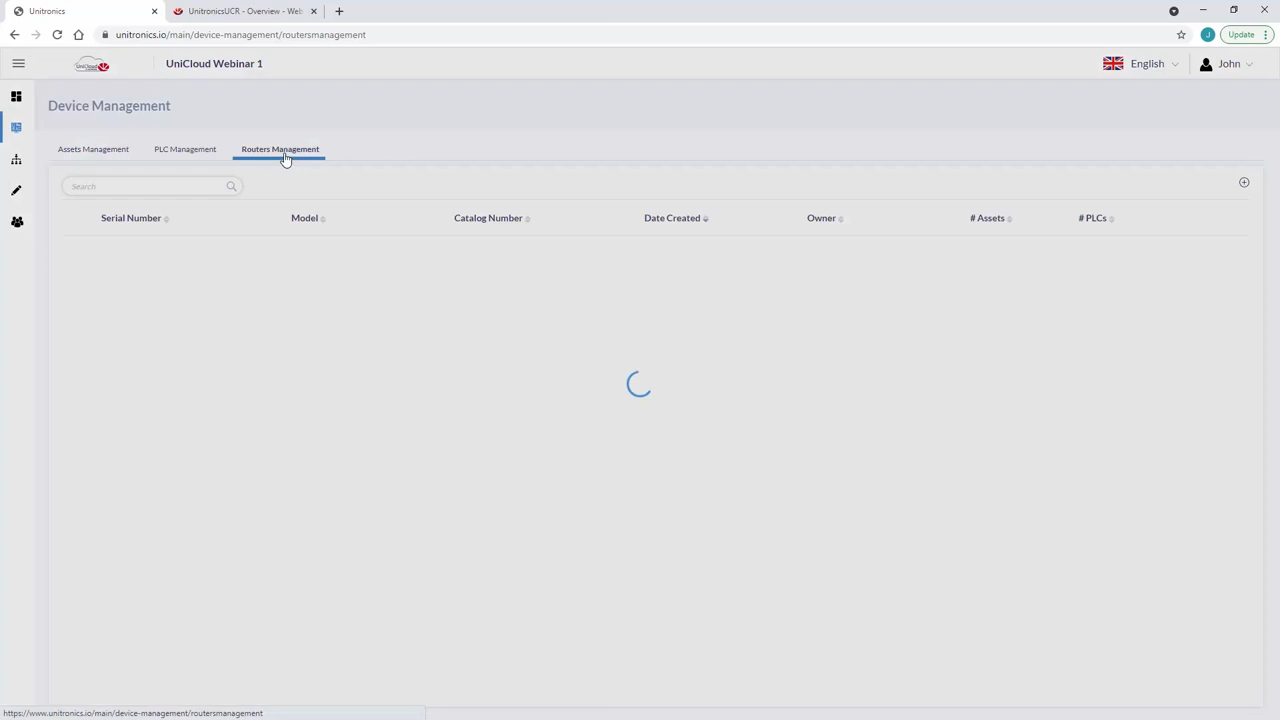 Unitronics
UnitronicsUCR - Overview - Web
unitronics.io/main/device-management/routersmanagement
J
Update
UniCloud
UniCloud Webinar 1
English
John
Device Management
Assets Management
PLC Management
Routers Management
Search
Serial Number
Model
Catalog Number
Date Created
Owner
# Assets
# PLCs
https://www.unitronics.io/main/device-management/routersmanagement